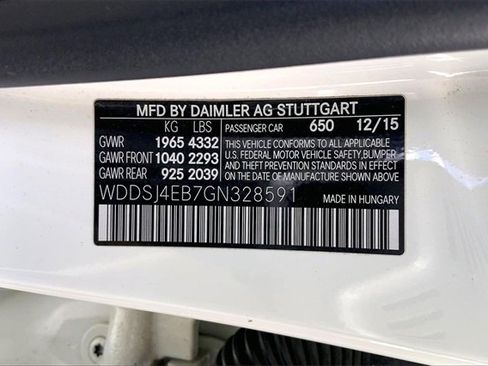 MFD BY DAIMLER AG STUTTGART
KG LBS PASSENGER CAR 650 12/15
GVWR 1965 4332
GAWR FRONT 1040 2293
GAWR REAR 925 2039
THIS VEHICLE CONFORMS TO ALL APPLICABLE
U.S. FEDERAL MOTOR VEHICLE SAFETY,BUMPER
AND THEFT PREVENTION STANDARDS IN EFFECT
ON THE DATE OF MANUFACTURE SHOWN ABOVE.
WDDSJ4EB7GN328591
MADE IN HUNGARY